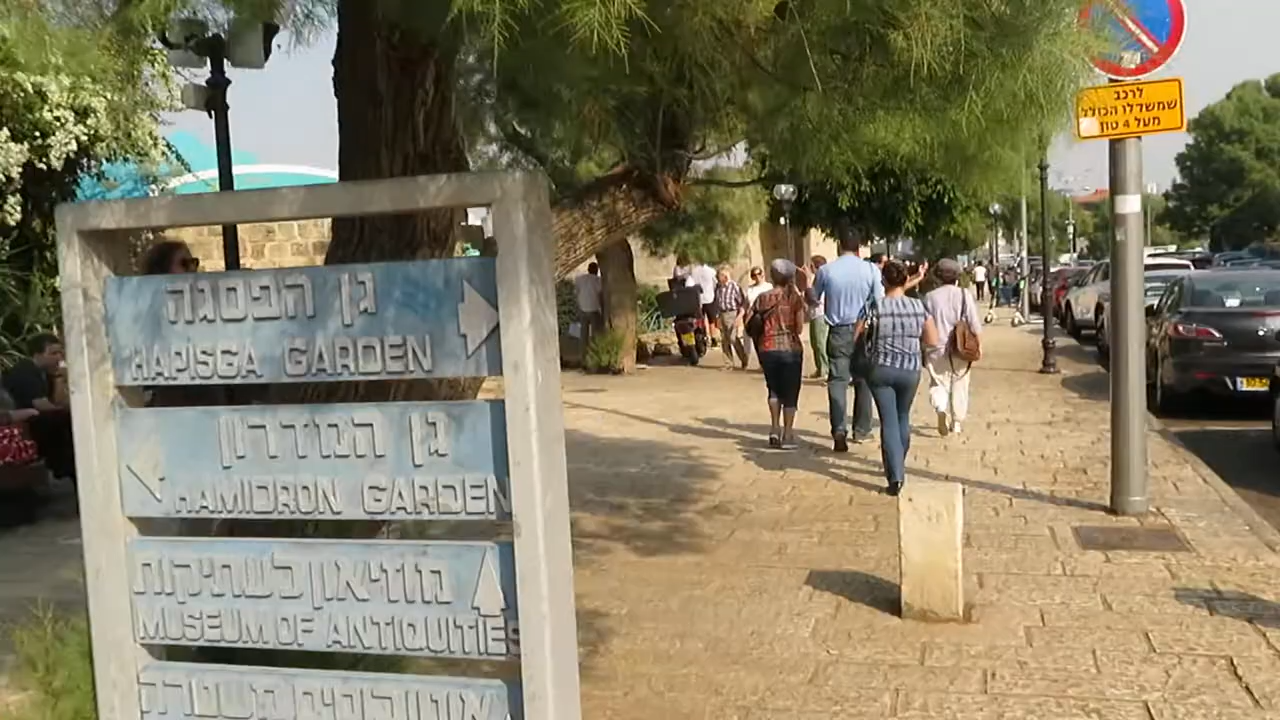 גן הפסגה
HAPISGA GARDEN
גן המדרון
HAMIDRON GARDEN
מוזיאון לעתיקות
MUSEUM OF ANTIQUITIES
לרכב
שמשקלו הכולל
מעל 4 טון